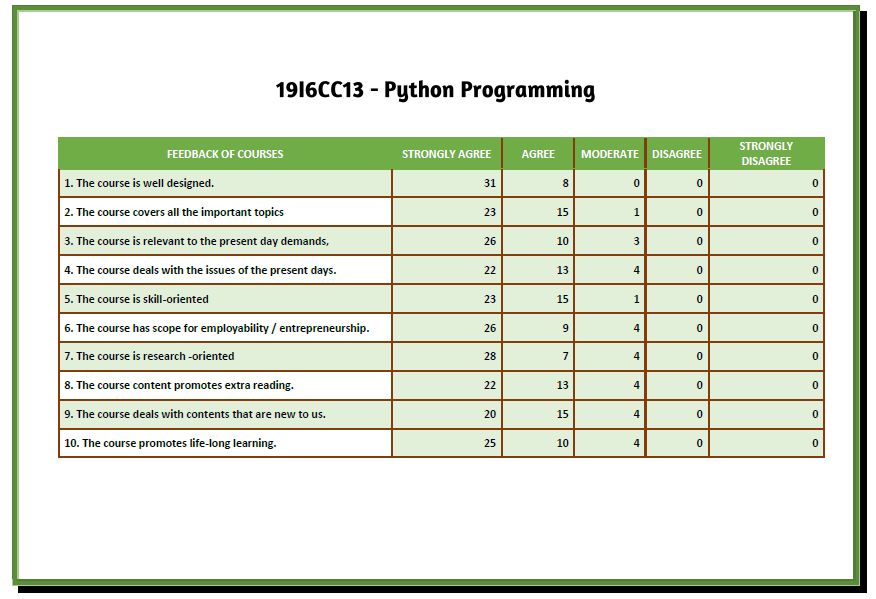 19I6CC13 - Python Programming
FEEDBACK OF COURSES STRONGLY AGREE AGREE MODERATE DISAGREE STRONGLY DISAGREE
1. The course is well designed. 31 8 0 0 0
2. The course covers all the important topics 23 15 1 0 0
3. The course is relevant to the present day demands, 26 10 3 0 0
4. The course deals with the issues of the present days. 22 13 4 0 0
5. The course is skill-oriented 23 15 1 0 0
6. The course has scope for employability / entrepreneurship. 26 9 4 0 0
7. The course is research -oriented 28 7 4 0 0
8. The course content promotes extra reading. 22 13 4 0 0
9. The course deals with contents that are new to us. 20 15 4 0 0
10. The course promotes life-long learning. 25 10 4 0 0